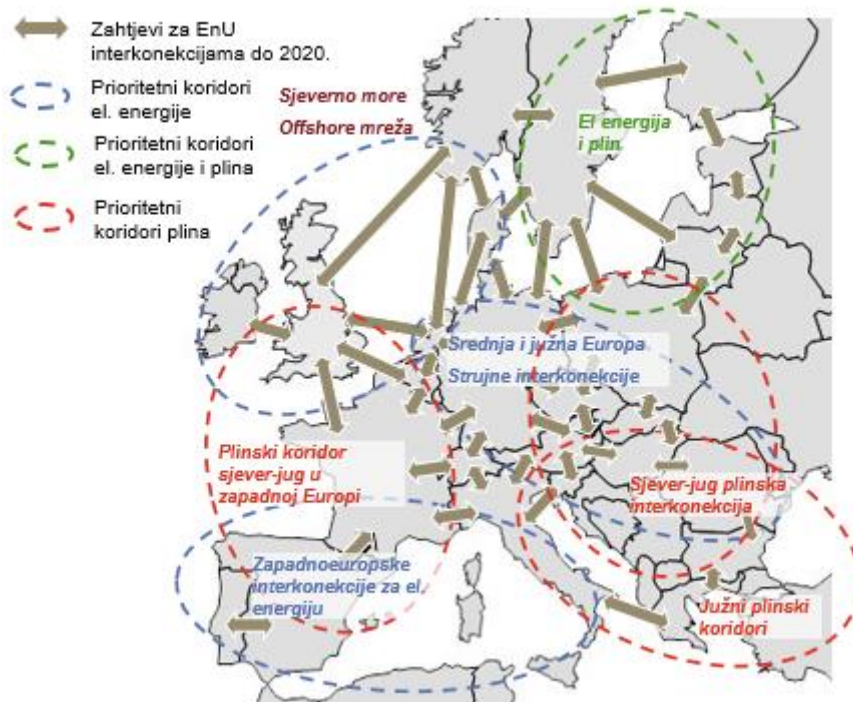 Zahtjevi za EnU
interkonekcijama do 2020.
Prioritetni koridori
el. energije
Prioritetni koridori
el. energije i plina
Prioritetni
koridori plina
Sjeverno more
Offshore mreža
El energija
i plin
Srednja i južna Europa
Strujne interkonekcije
Plinski koridor
sjever-jug u
zapadnoj Europi
Sjever-jug plinska
interkonekcija
Zapadnoeuropske
interkonekcije za el.
energiju
Južni plinski
koridori